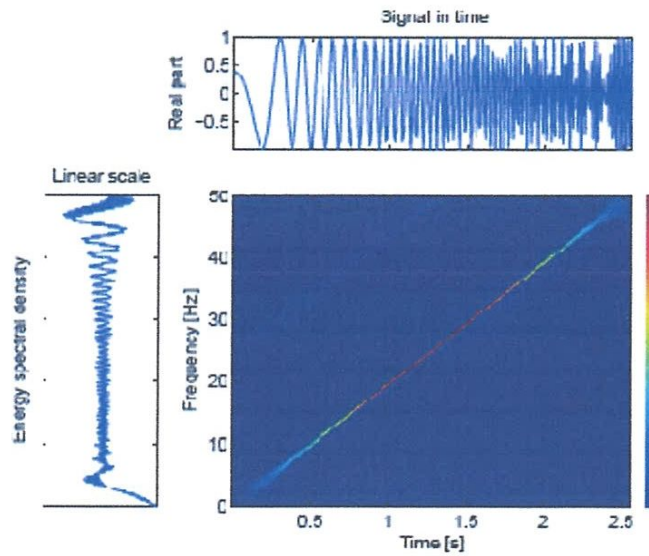 Signal in time
Real part
1
0.5
0
−0.5
Linear scale
Energy spectral density
Frequency [Hz]
50
40
30
20
10
0
0.5
1
1.5
2
2.5
Time [s]